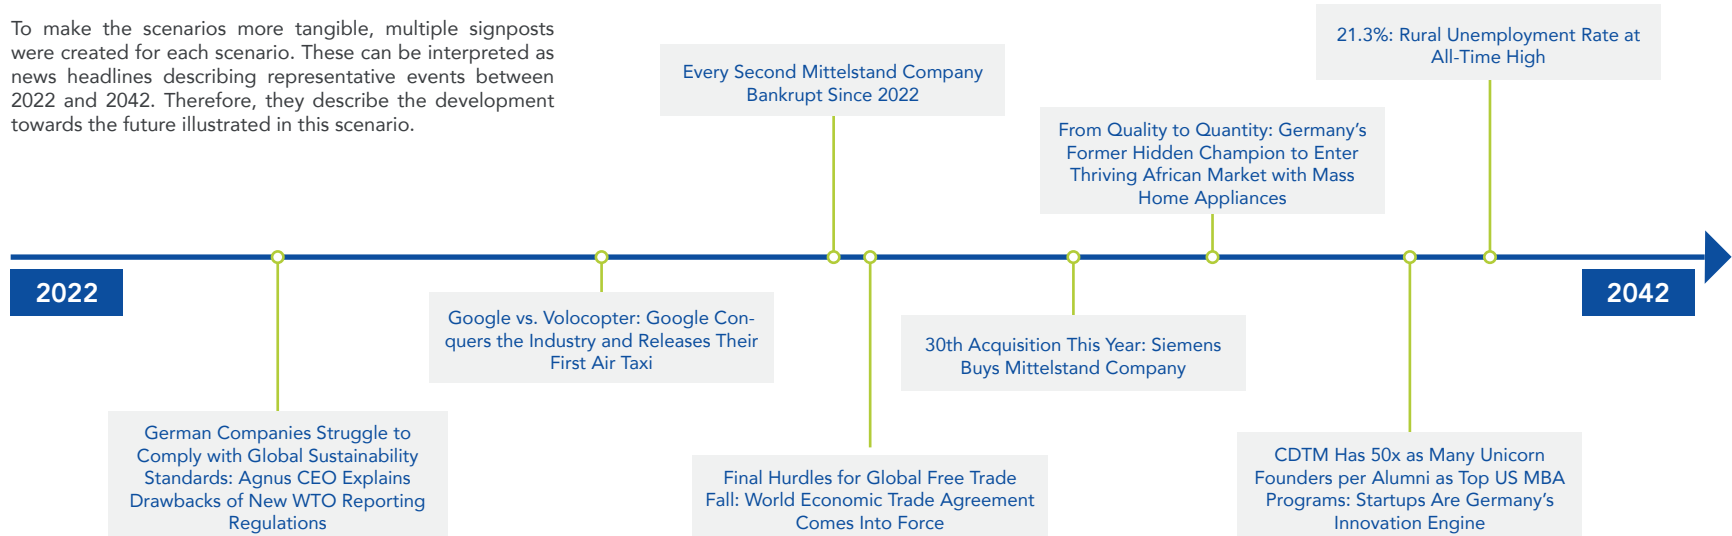 To make the scenarios more tangible, multiple signposts
were created for each scenario. These can be interpreted as
news headlines describing representative events between
2022 and 2042. Therefore, they describe the development
towards the future illustrated in this scenario.
Every Second Mittelstand Company
Bankrupt Since 2022
21.3%: Rural Unemployment Rate at
All-Time High
From Quality to Quantity: Germany's
Former Hidden Champion to Enter
Thriving African Market with Mass
Home Appliances
2022
2042
German Companies Struggle to
Comply with Global Sustainability
Standards: Agnus CEO Explains
Drawbacks of New WTO Reporting
Regulations
Google vs. Volocopter: Google Con-
quers the Industry and Releases Their
First Air Taxi
Final Hurdles for Global Free Trade
Fall: World Economic Trade Agreement
Comes Into Force
30th Acquisition This Year: Siemens
Buys Mittelstand Company
CDTM Has 50x as Many Unicorn
Founders per Alumni as Top US MBA
Programs: Startups Are Germany's
Innovation Engine